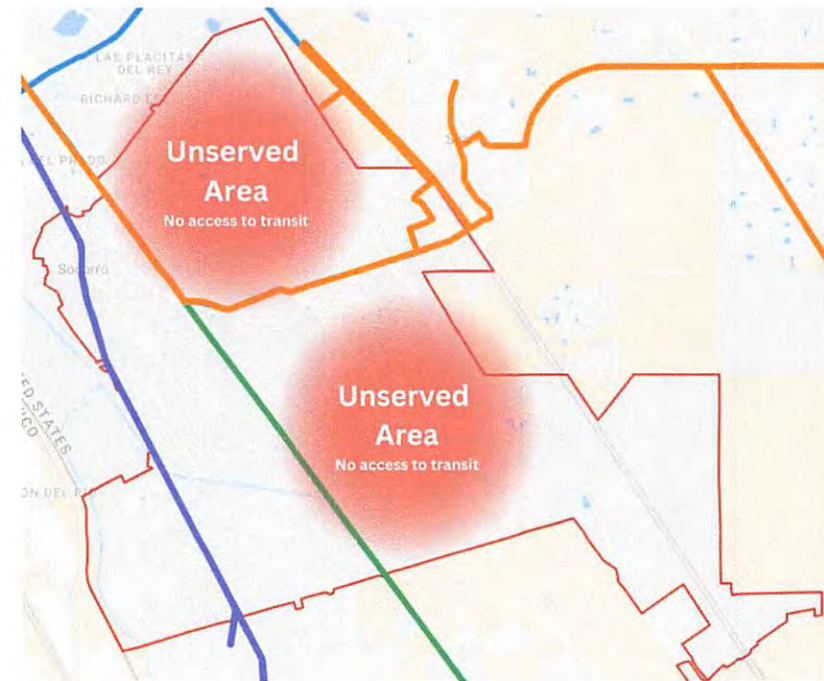 LAS PLACITAS
DEL REY
Unserved
Area
No access to transit
Socorro
Unserved
Area
No access to transit